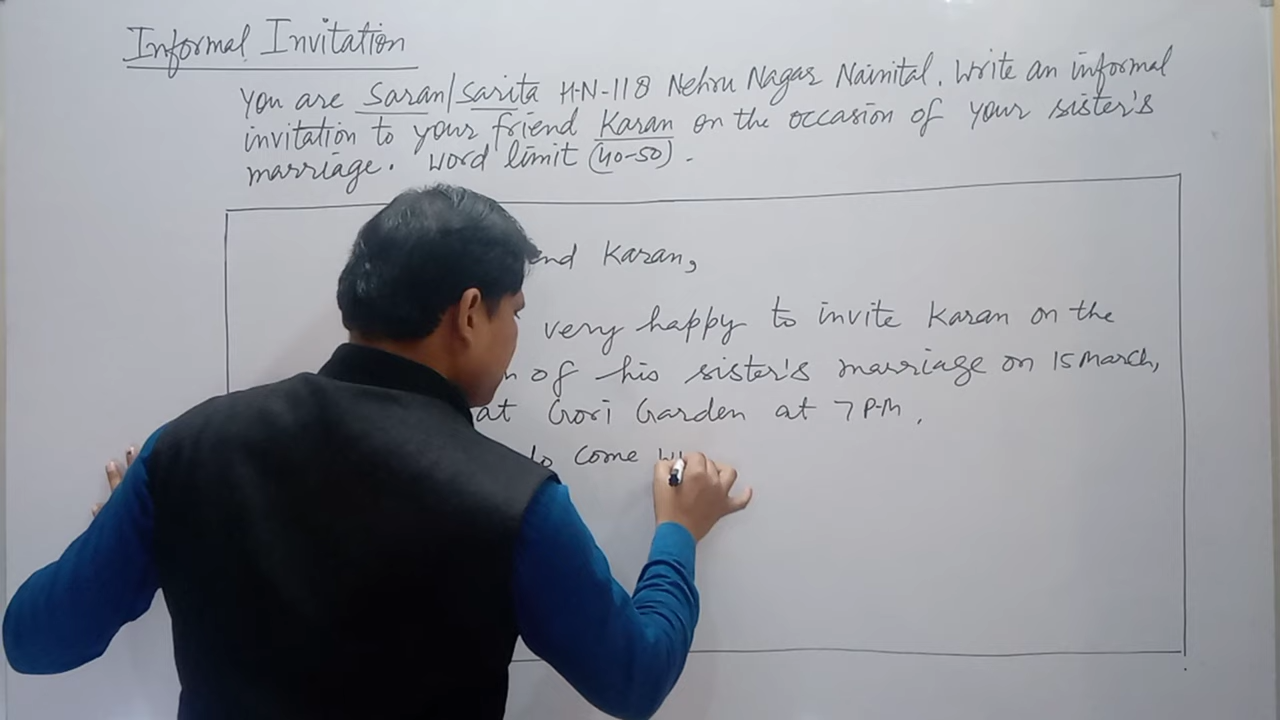 Informal Invitation
You are Saran/Sarita H-N-118 Nehru Nagar Nainital. Write an informal
invitation to your friend Karan on the occasion of your sister's
marriage. Word limit (40-50).
end Karan,
very happy to invite Karan on the
n of his sister's marriage on 15 March,
at Gori Garden at 7 P.M.
to come